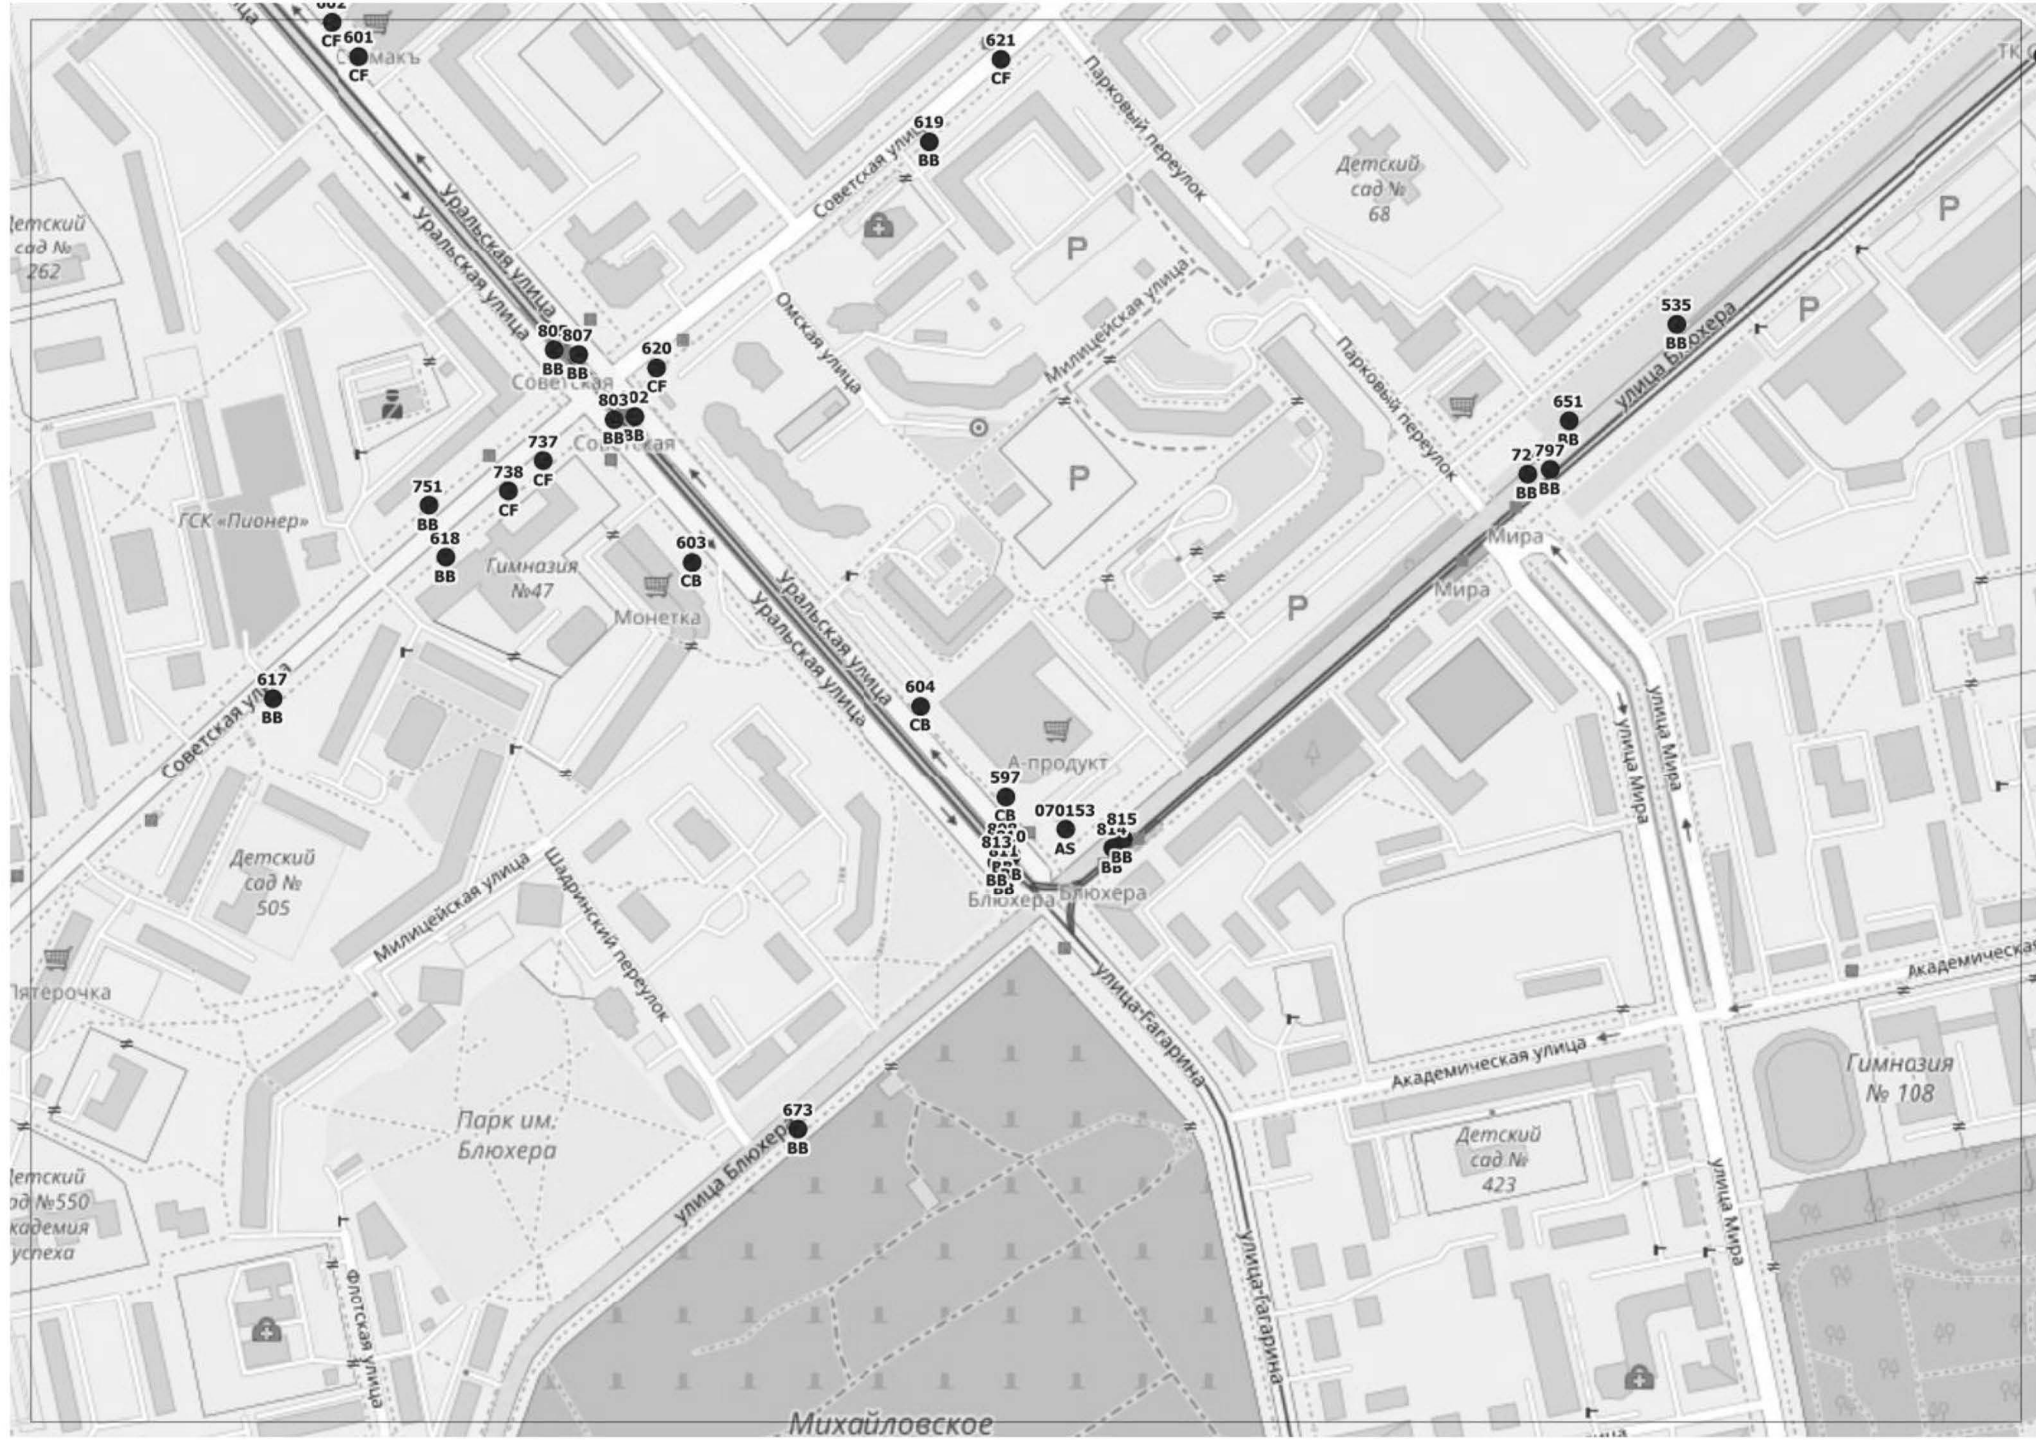 CF
601
CF
621
CF
619
BB
Советская улица
Парковый переулок
Детский
сад №
68
P
P
Уральская улица
Уральская улица
сад №
262
807
BB
BB
620
CF
Омская улица
Милицейская улица
P
535
BB
улица Блюхера
Парковый переулок
803
BB
737
CF
738
CF
751
BB
618
BB
ГСК «Пионер»
Гимназия
№47
603
CB
Монетка
P
651
BB
797
BB
BB
Мира
Мира
P
Уральская улица
Уральская улица
617
BB
Советская улица
604
CB
А-продукт
597
CB
070153
AS
815
814
BB
BB
813
BB
Блюхера
Блюхера
улица Мира
улица Мира
Детский
сад №
505
Милицейская улица
Шадринский переулок
улица Гагарина
Академическая
Академическая улица
Гимназия
№ 108
Парк им.
Блюхера
673
BB
улица Блюхера
Детский
сад №
423
улица Мира
улица Гагарина
Флотская улица
успеха
Михайловское